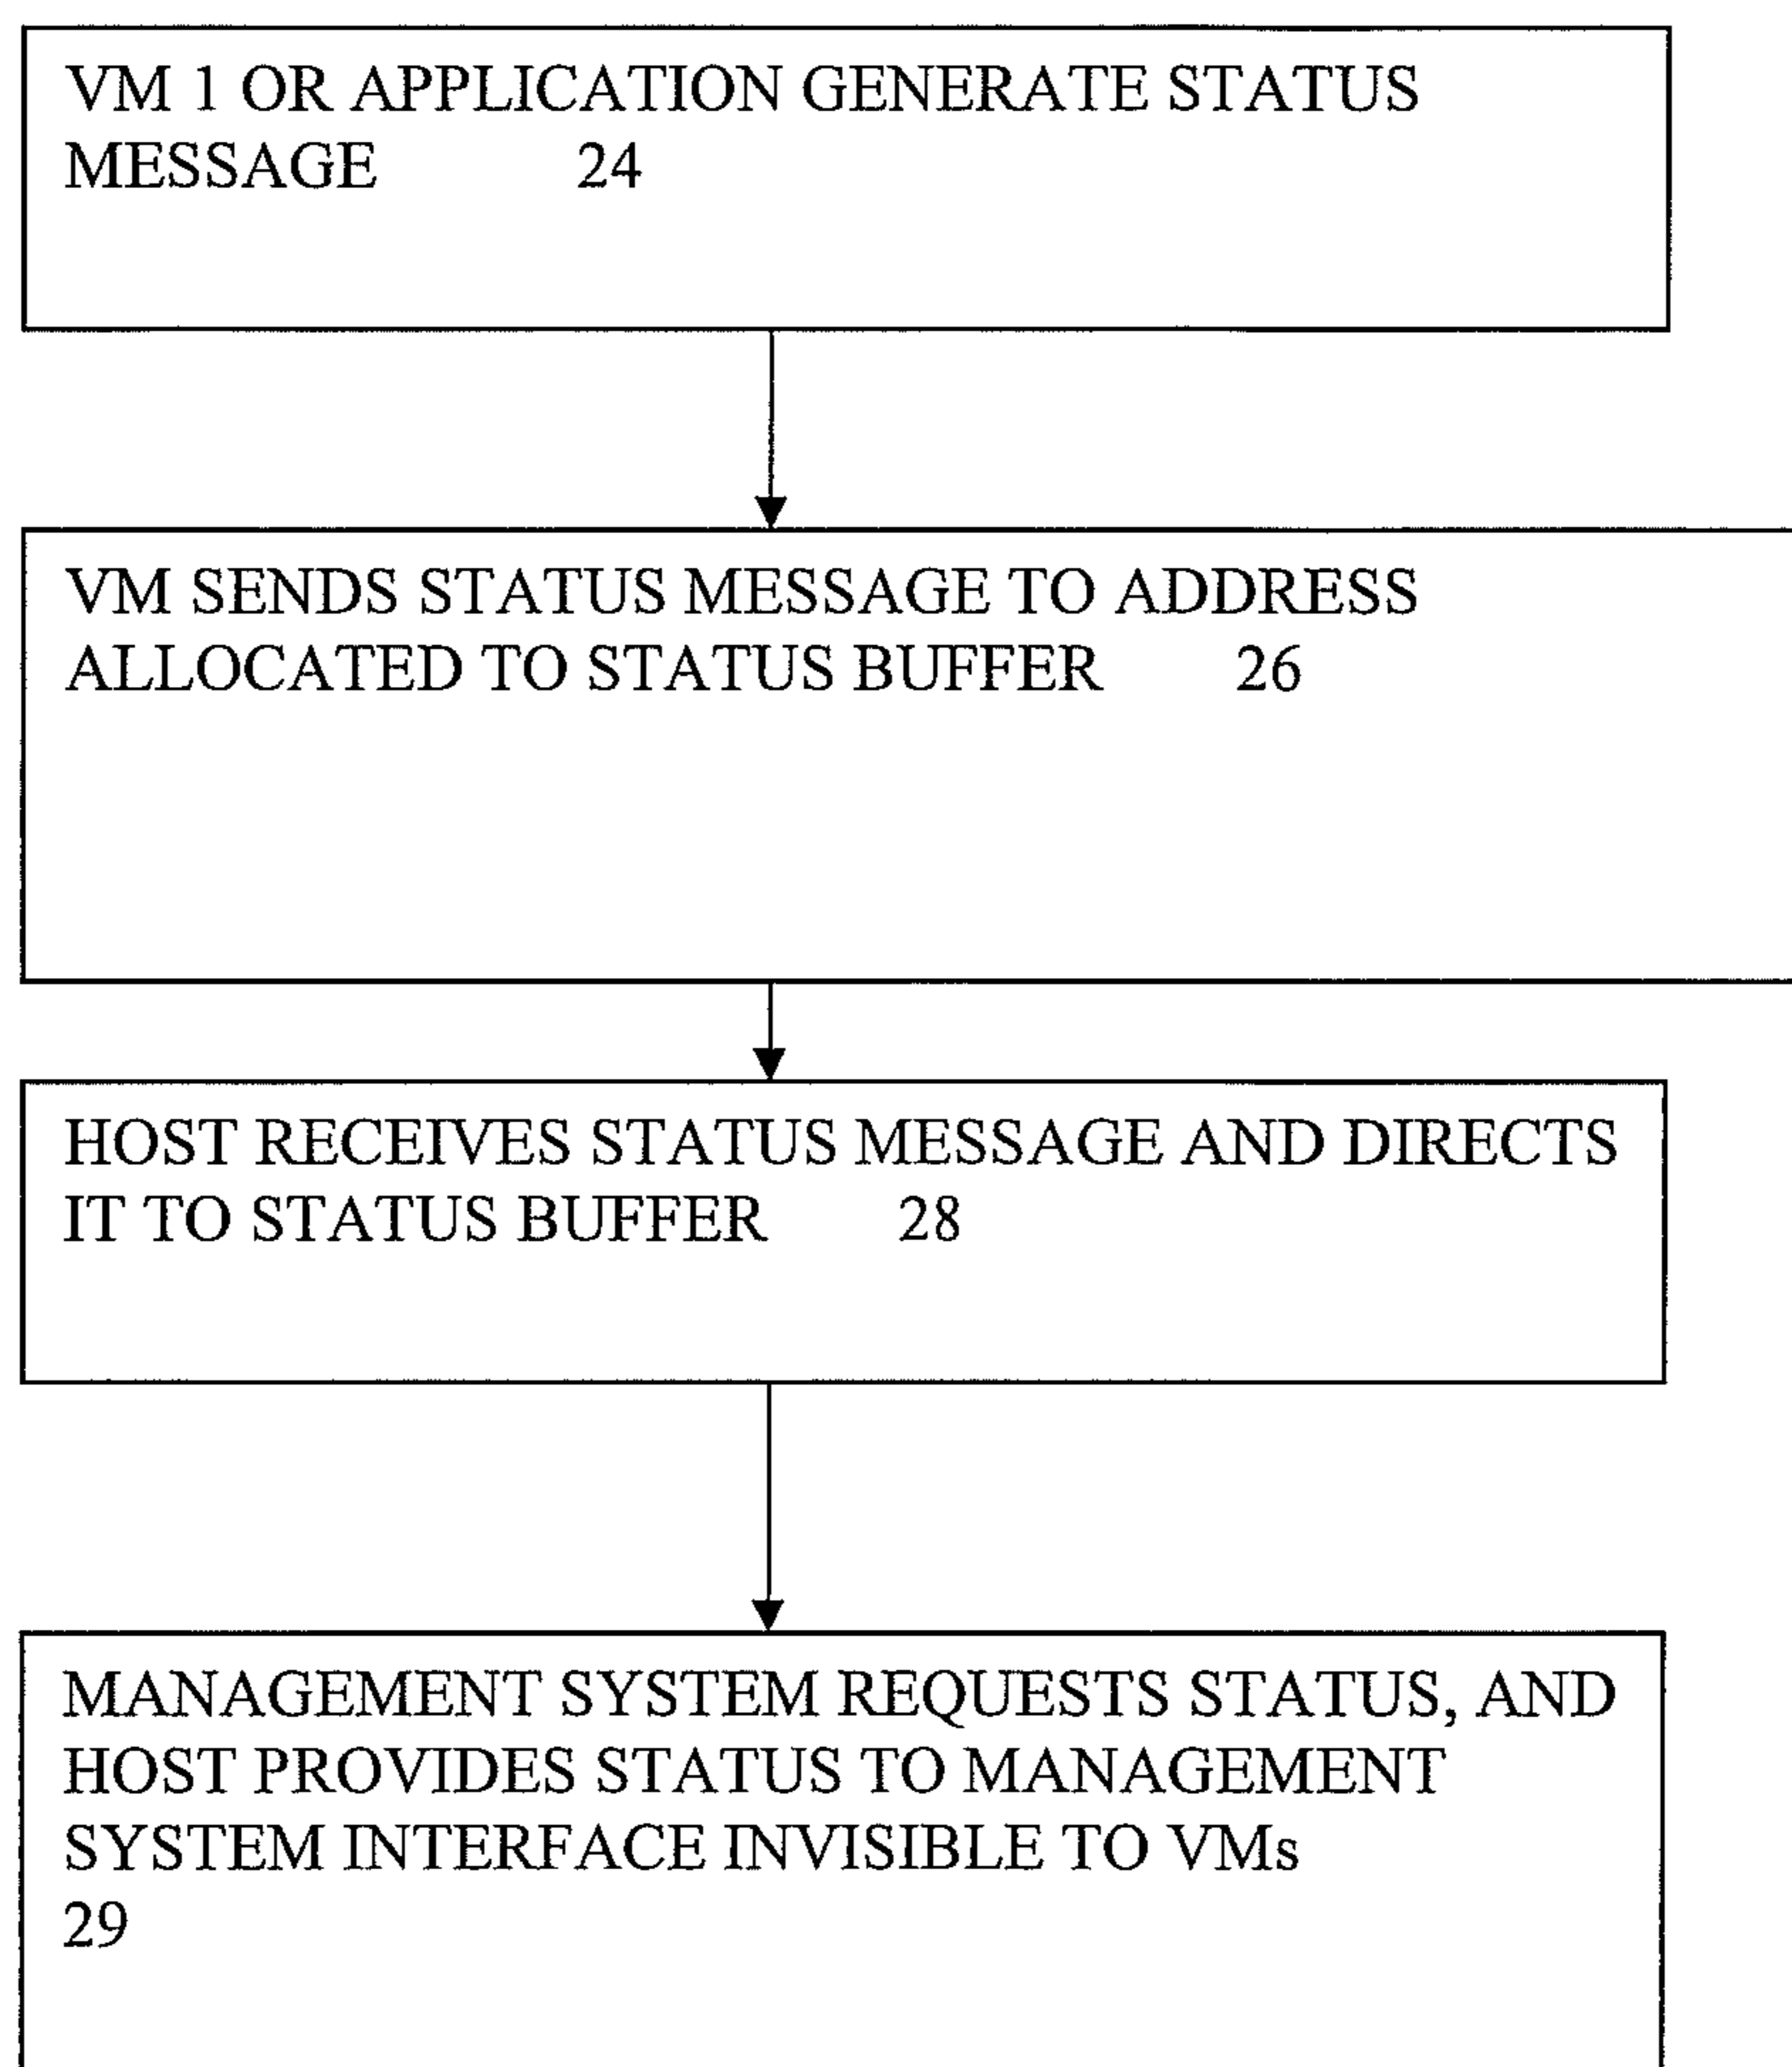 VM 1 OR APPLICATION GENERATE STATUS
MESSAGE 24
VM SENDS STATUS MESSAGE TO ADDRESS
ALLOCATED TO STATUS BUFFER 26
HOST RECEIVES STATUS MESSAGE AND DIRECTS
IT TO STATUS BUFFER 28
MANAGEMENT SYSTEM REQUESTS STATUS, AND
HOST PROVIDES STATUS TO MANAGEMENT
SYSTEM INTERFACE INVISIBLE TO VMs
29